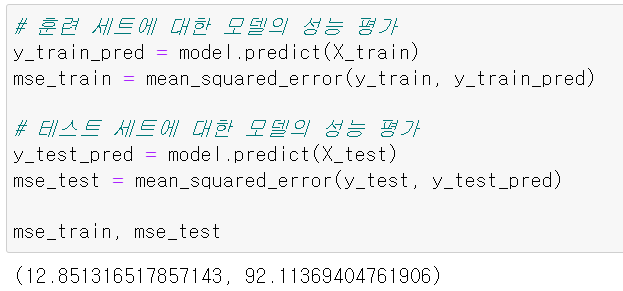 # 훈련 세트에 대한 모델의 성능 평가
y_train_pred = model.predict(X_train)
mse_train = mean_squared_error(y_train, y_train_pred)
# 테스트 세트에 대한 모델의 성능 평가
y_test_pred = model.predict(X_test)
mse_test = mean_squared_error(y_test, y_test_pred)
mse_train, mse_test
(12.851316517857143, 92.11369404761906)